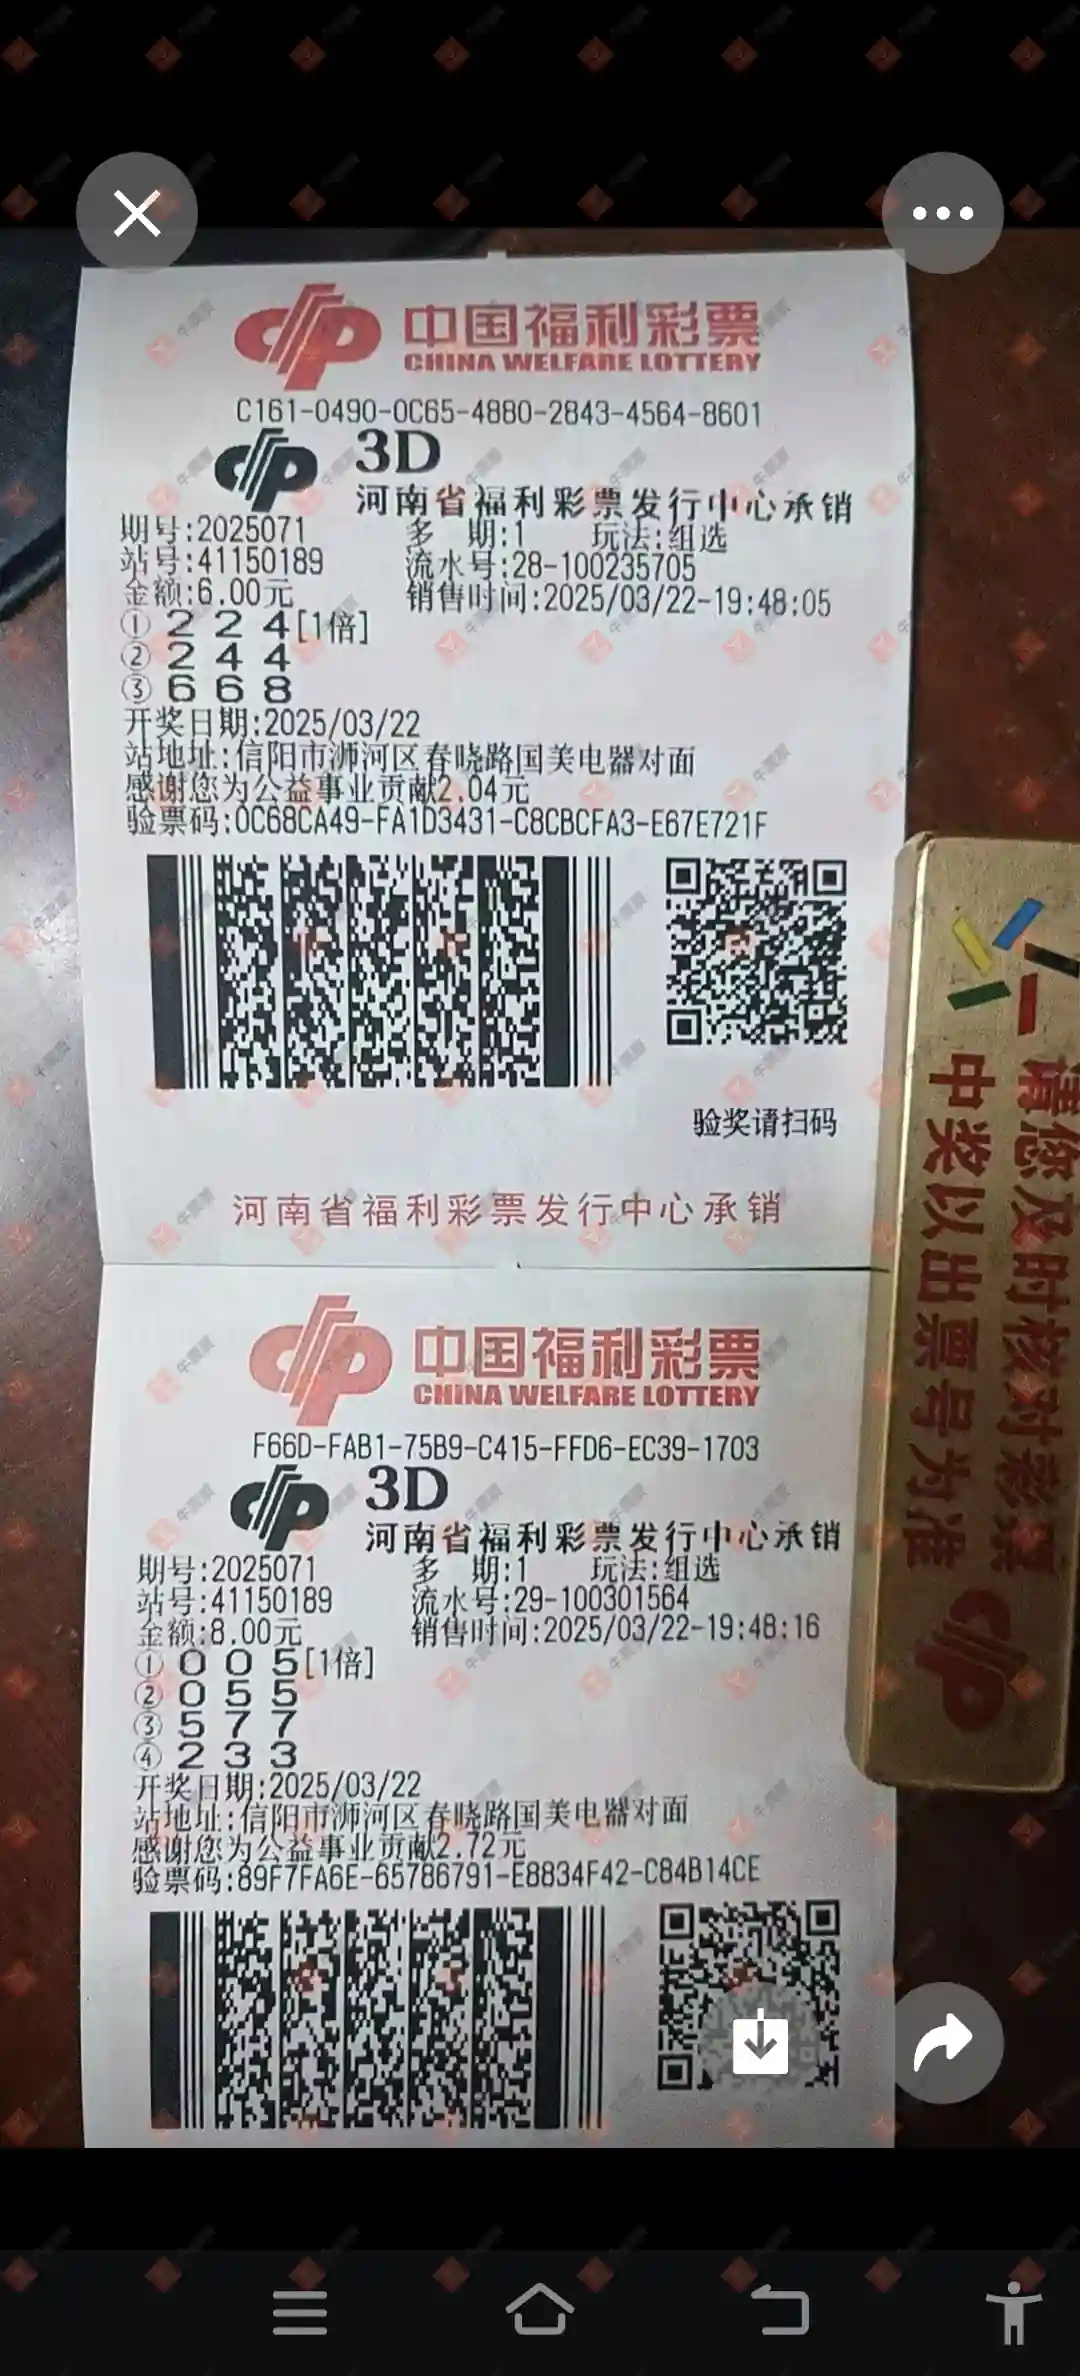 中国福利彩票
CHINA WELFARE LOTTERY
C161-0490-0C65-4880-2843-4564-8601
3D
河南省福利彩票发行中心承销
期号:2025071 多 期:1 玩法:组选
站号:41150189 流水号:28-100235705
金额:6.00元 销售时间:2025/03/22-19:48:05
① 2 2 4[1倍]
② 2 4 4
③ 6 6 8
开奖日期:2025/03/22
站地址:信阳市浉河区春晓路国美电器对面
感谢您为公益事业贡献2.04元
验票码:0C68CA49-FA1D3431-C8CBCFA3-E67E721F
验奖请扫码
河南省福利彩票发行中心承销
中国福利彩票
CHINA WELFARE LOTTERY
F66D-FAB1-75B9-C415-FFD6-EC39-1703
3D
河南省福利彩票发行中心承销
期号:2025071 多 期:1 玩法:组选
站号:41150189 流水号:29-100301564
金额:8.00元 销售时间:2025/03/22-19:48:16
① 0 0 5[1倍]
② 0 5 5
③ 5 7 7
④ 2 3 3
开奖日期:2025/03/22
站地址:信阳市浉河区春晓路国美电器对面
感谢您为公益事业贡献2.72元
验票码:89F7FA6E-65786791-E8834F42-C84B14CE
请您及时核对彩票
中奖以出票号为准